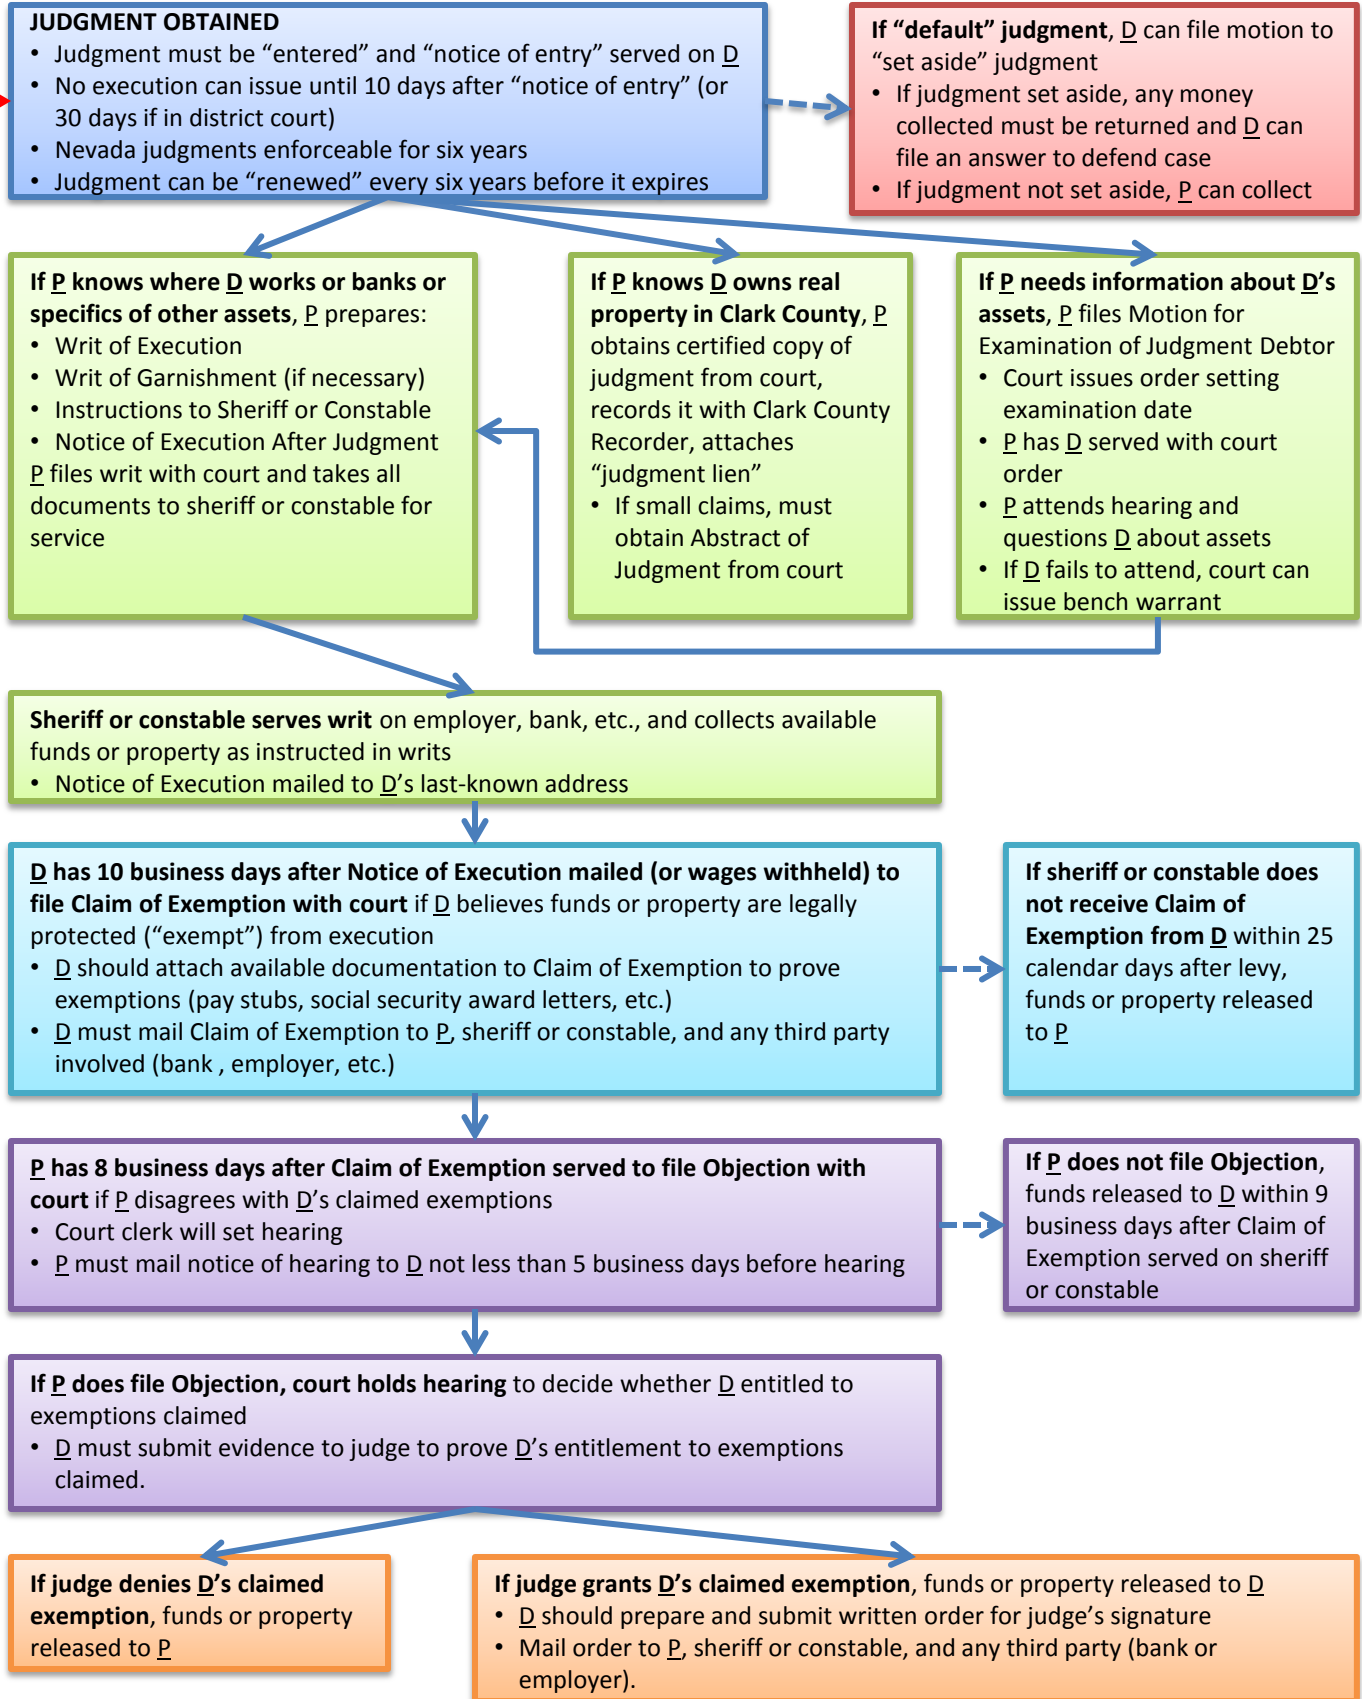 JUDGMENT OBTAINED
• Judgment must be “entered” and “notice of entry” served on D
• No execution can issue until 10 days after “notice of entry” (or
30 days if in district court)
• Nevada judgments enforceable for six years
• Judgment can be “renewed” every six years before it expires
If “default” judgment, D can file motion to
“set aside” judgment
• If judgment set aside, any money
collected must be returned and D can
file an answer to defend case
• If judgment not set aside, P can collect
If P knows where D works or banks or
specifics of other assets, P prepares:
• Writ of Execution
• Writ of Garnishment (if necessary)
• Instructions to Sheriff or Constable
• Notice of Execution After Judgment
P files writ with court and takes all
documents to sheriff or constable for
service
If P knows D owns real
property in Clark County, P
obtains certified copy of
judgment from court,
records it with Clark County
Recorder, attaches
“judgment lien”
• If small claims, must
obtain Abstract of
Judgment from court
If P needs information about D’s
assets, P files Motion for
Examination of Judgment Debtor
• Court issues order setting
examination date
• P has D served with court
order
• P attends hearing and
questions D about assets
• If D fails to attend, court can
issue bench warrant
Sheriff or constable serves writ on employer, bank, etc., and collects available
funds or property as instructed in writs
• Notice of Execution mailed to D’s last-known address
D has 10 business days after Notice of Execution mailed (or wages withheld) to
file Claim of Exemption with court if D believes funds or property are legally
protected (“exempt”) from execution
• D should attach available documentation to Claim of Exemption to prove
exemptions (pay stubs, social security award letters, etc.)
• D must mail Claim of Exemption to P, sheriff or constable, and any third party
involved (bank , employer, etc.)
If sheriff or constable does
not receive Claim of
Exemption from D within 25
calendar days after levy,
funds or property released
to P
P has 8 business days after Claim of Exemption served to file Objection with
court if P disagrees with D’s claimed exemptions
• Court clerk will set hearing
• P must mail notice of hearing to D not less than 5 business days before hearing
If P does not file Objection,
funds released to D within 9
business days after Claim of
Exemption served on sheriff
or constable
If P does file Objection, court holds hearing to decide whether D entitled to
exemptions claimed
• D must submit evidence to judge to prove D’s entitlement to exemptions
claimed.
If judge denies D’s claimed
exemption, funds or property
released to P
If judge grants D’s claimed exemption, funds or property released to D
• D should prepare and submit written order for judge’s signature
• Mail order to P, sheriff or constable, and any third party (bank or
employer).